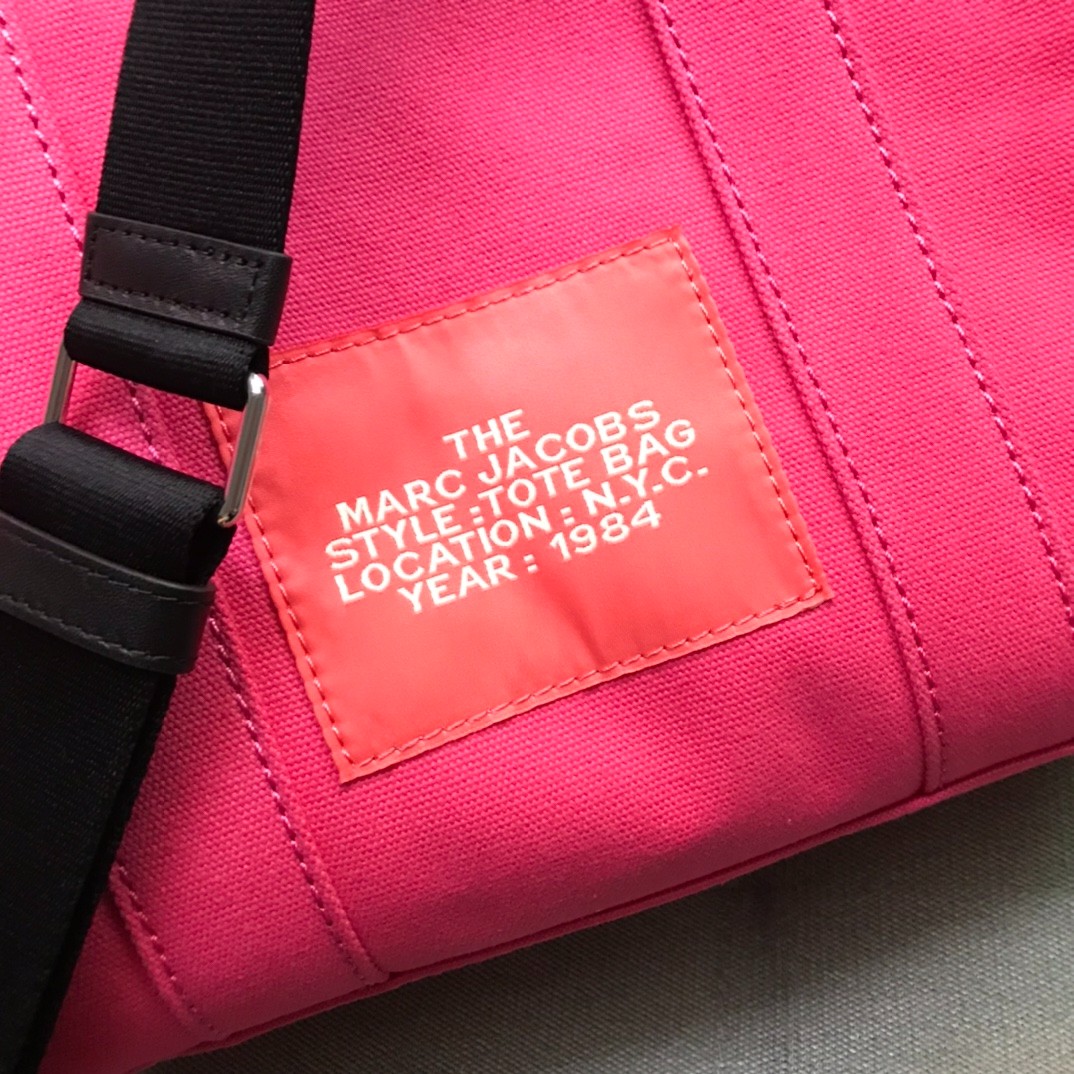 THE
MARC JACOBS
STYLE : TOTE BAG
LOCATION : N.Y.C.
YEAR : 1984